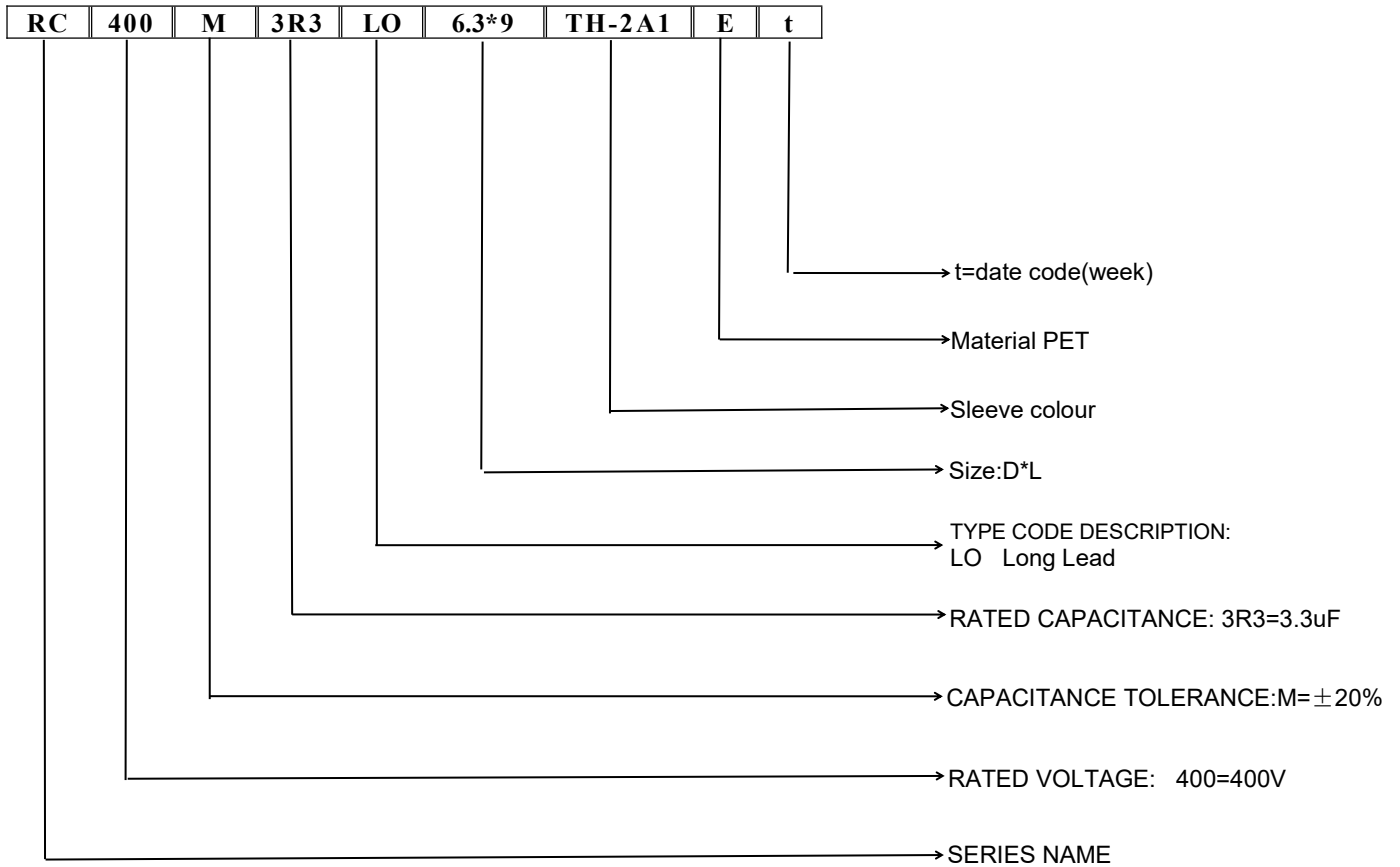 RC 400 M 3R3 LO 6.3*9 TH-2A1 E t
t=date code(week)
Material PET
Sleeve colour
Size:D*L
TYPE CODE DESCRIPTION:
LO Long Lead
RATED CAPACITANCE: 3R3=3.3uF
CAPACITANCE TOLERANCE:M=±20%
RATED VOLTAGE: 400=400V
SERIES NAME